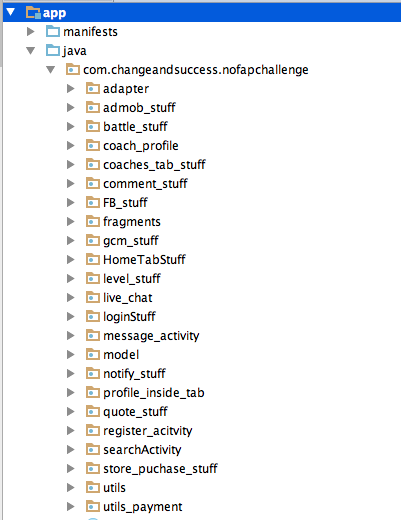 app
manifests
java
com.changeandsuccess.nofapchallenge
adapter
admob_stuff
battle_stuff
coach_profile
coaches_tab_stuff
comment_stuff
FB_stuff
fragments
gcm_stuff
HomeTabStuff
level_stuff
live_chat
loginStuff
message_activity
model
notify_stuff
profile_inside_tab
quote_stuff
register_acitvity
searchActivity
store_puchase_stuff
utils
utils_payment